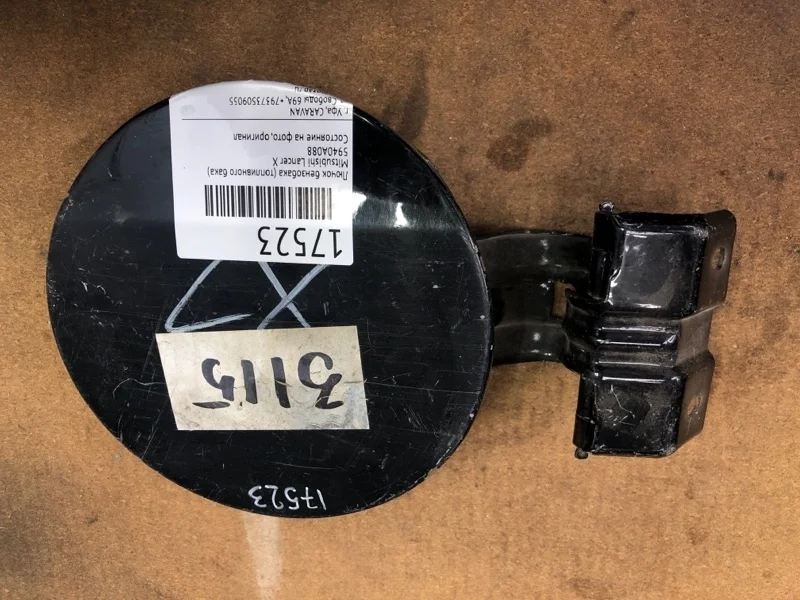 17523
3115
17523
Лючок бензобака (топливного бака)
Mitsubishi Lancer X
5940A088
Состояние на фото, оригинал
г. Уфа, CARAVAN
Свободы 69А, +79373509055